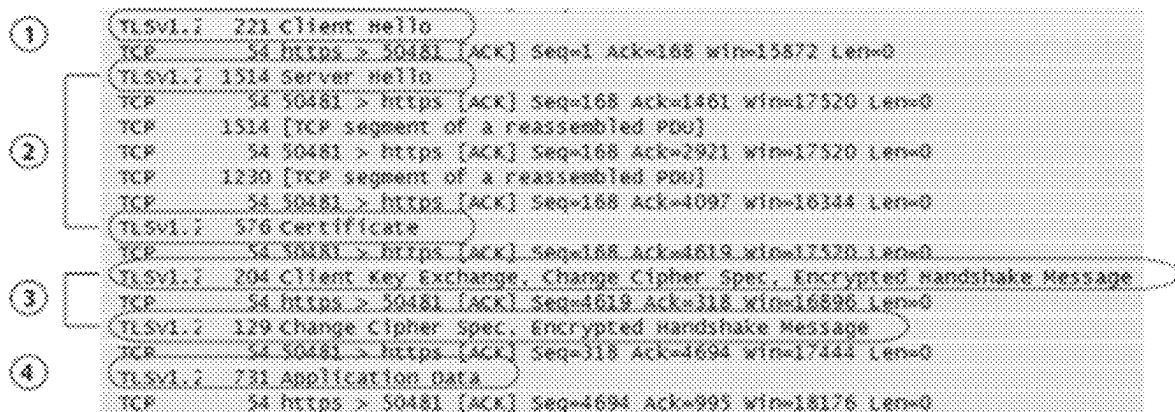 1
TLSv1.2 221 Client Hello
TCP 54 https > 50481 [ACK] Seq=1 Ack=168 Win=15872 Len=0
TLSv1.2 1514 Server Hello
TCP 54 50481 > https [ACK] Seq=168 Ack=1461 Win=17520 Len=0
TCP 1514 [TCP segment of a reassembled PDU]
2
TCP 54 50481 > https [ACK] Seq=168 Ack=2921 Win=17520 Len=0
TCP 1230 [TCP segment of a reassembled PDU]
TCP 54 50481 > https [ACK] Seq=168 Ack=4097 Win=16344 Len=0
TLSv1.2 576 Certificate
TCP 54 50481 > https [ACK] Seq=168 Ack=4619 Win=17520 Len=0
TLSv1.2 204 Client Key Exchange, Change Cipher Spec, Encrypted Handshake Message
3
TCP 54 https > 50481 [ACK] Seq=4619 Ack=318 Win=16896 Len=0
TLSv1.2 129 Change Cipher Spec, Encrypted Handshake Message
TCP 54 50481 > https [ACK] Seq=318 Ack=4694 Win=17444 Len=0
4
TLSv1.2 731 Application Data
TCP 54 https > 50481 [ACK] Seq=4694 Ack=995 Win=18176 Len=0